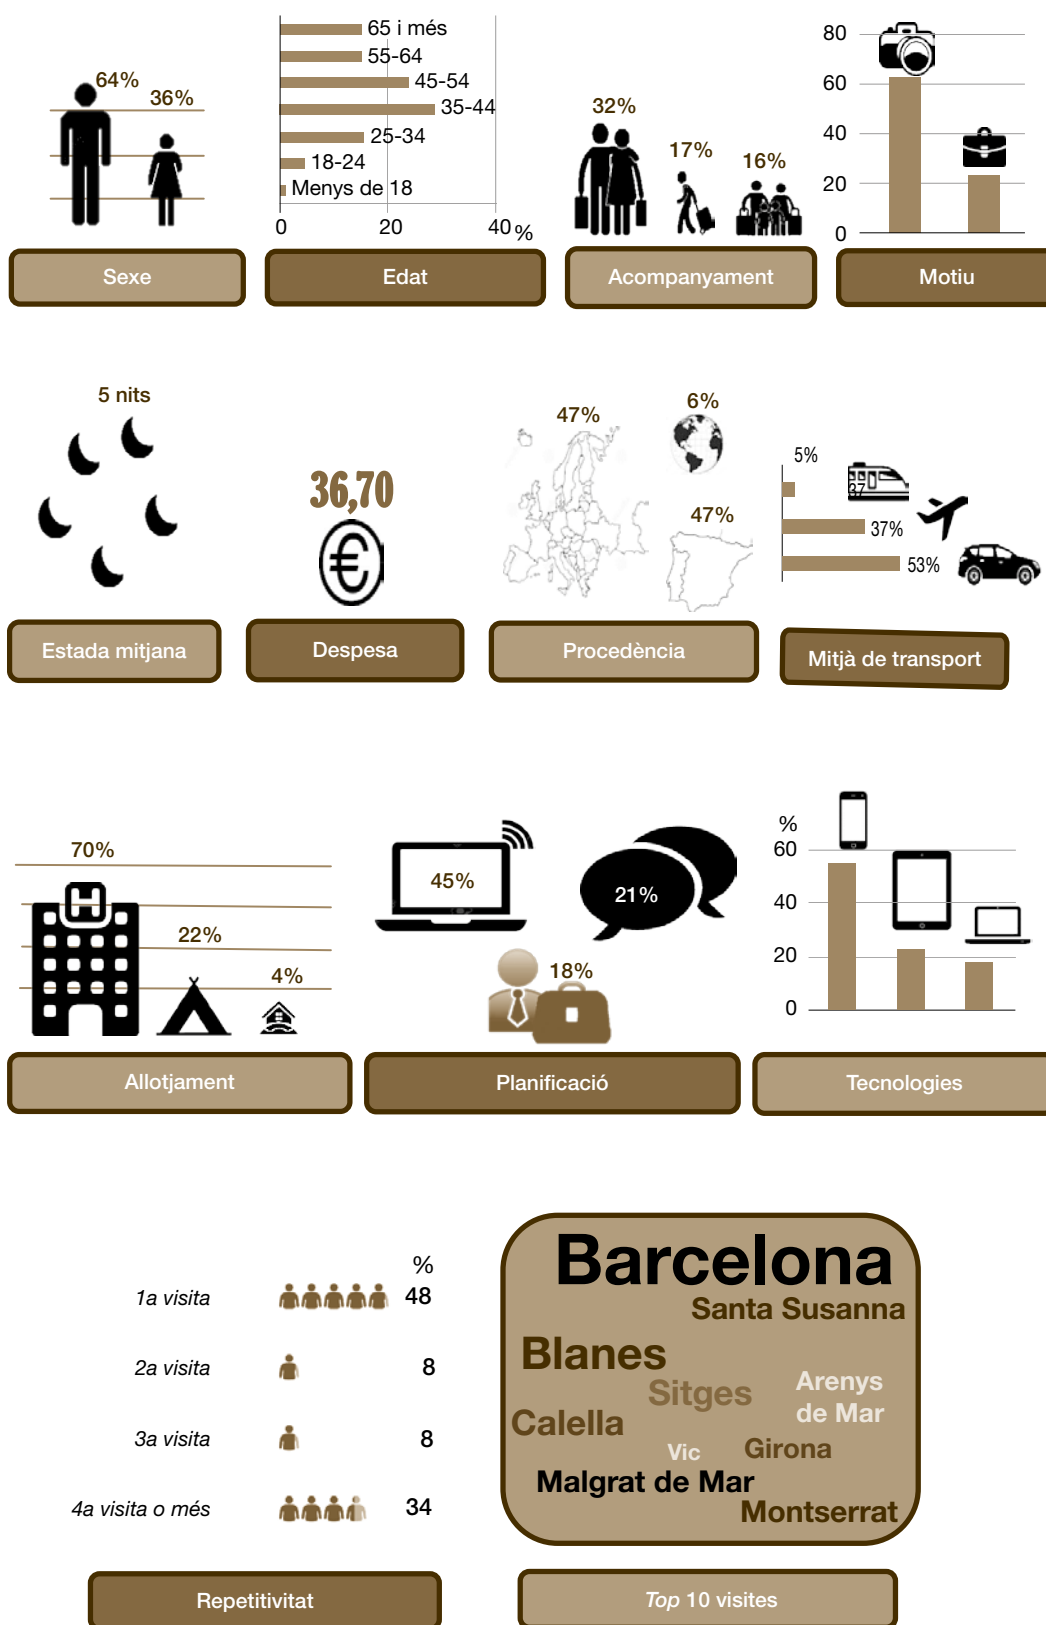 64%
36%
Sexe
65 i més
55-64
45-54
35-44
25-34
18-24
Menys de 18
0 20 40 %
Edat
32%
17%
16%
Acompanyament
80
60
40
20
0
Motiu
5 nits
Estada mitjana
36,70
€
Despesa
47%
6%
47%
Procedència
5%
37
37%
53%
Mitjà de transport
70%
H
22%
4%
Allotjament
45%
21%
18%
Planificació
%
60
40
20
0
Tecnologies
%
1a visita 48
2a visita 8
3a visita 8
4a visita o més 34
Repetitivitat
Barcelona
Santa Susanna
Blanes
Sitges
Arenys
de Mar
Calella
Vic
Girona
Malgrat de Mar
Montserrat
Top 10 visites